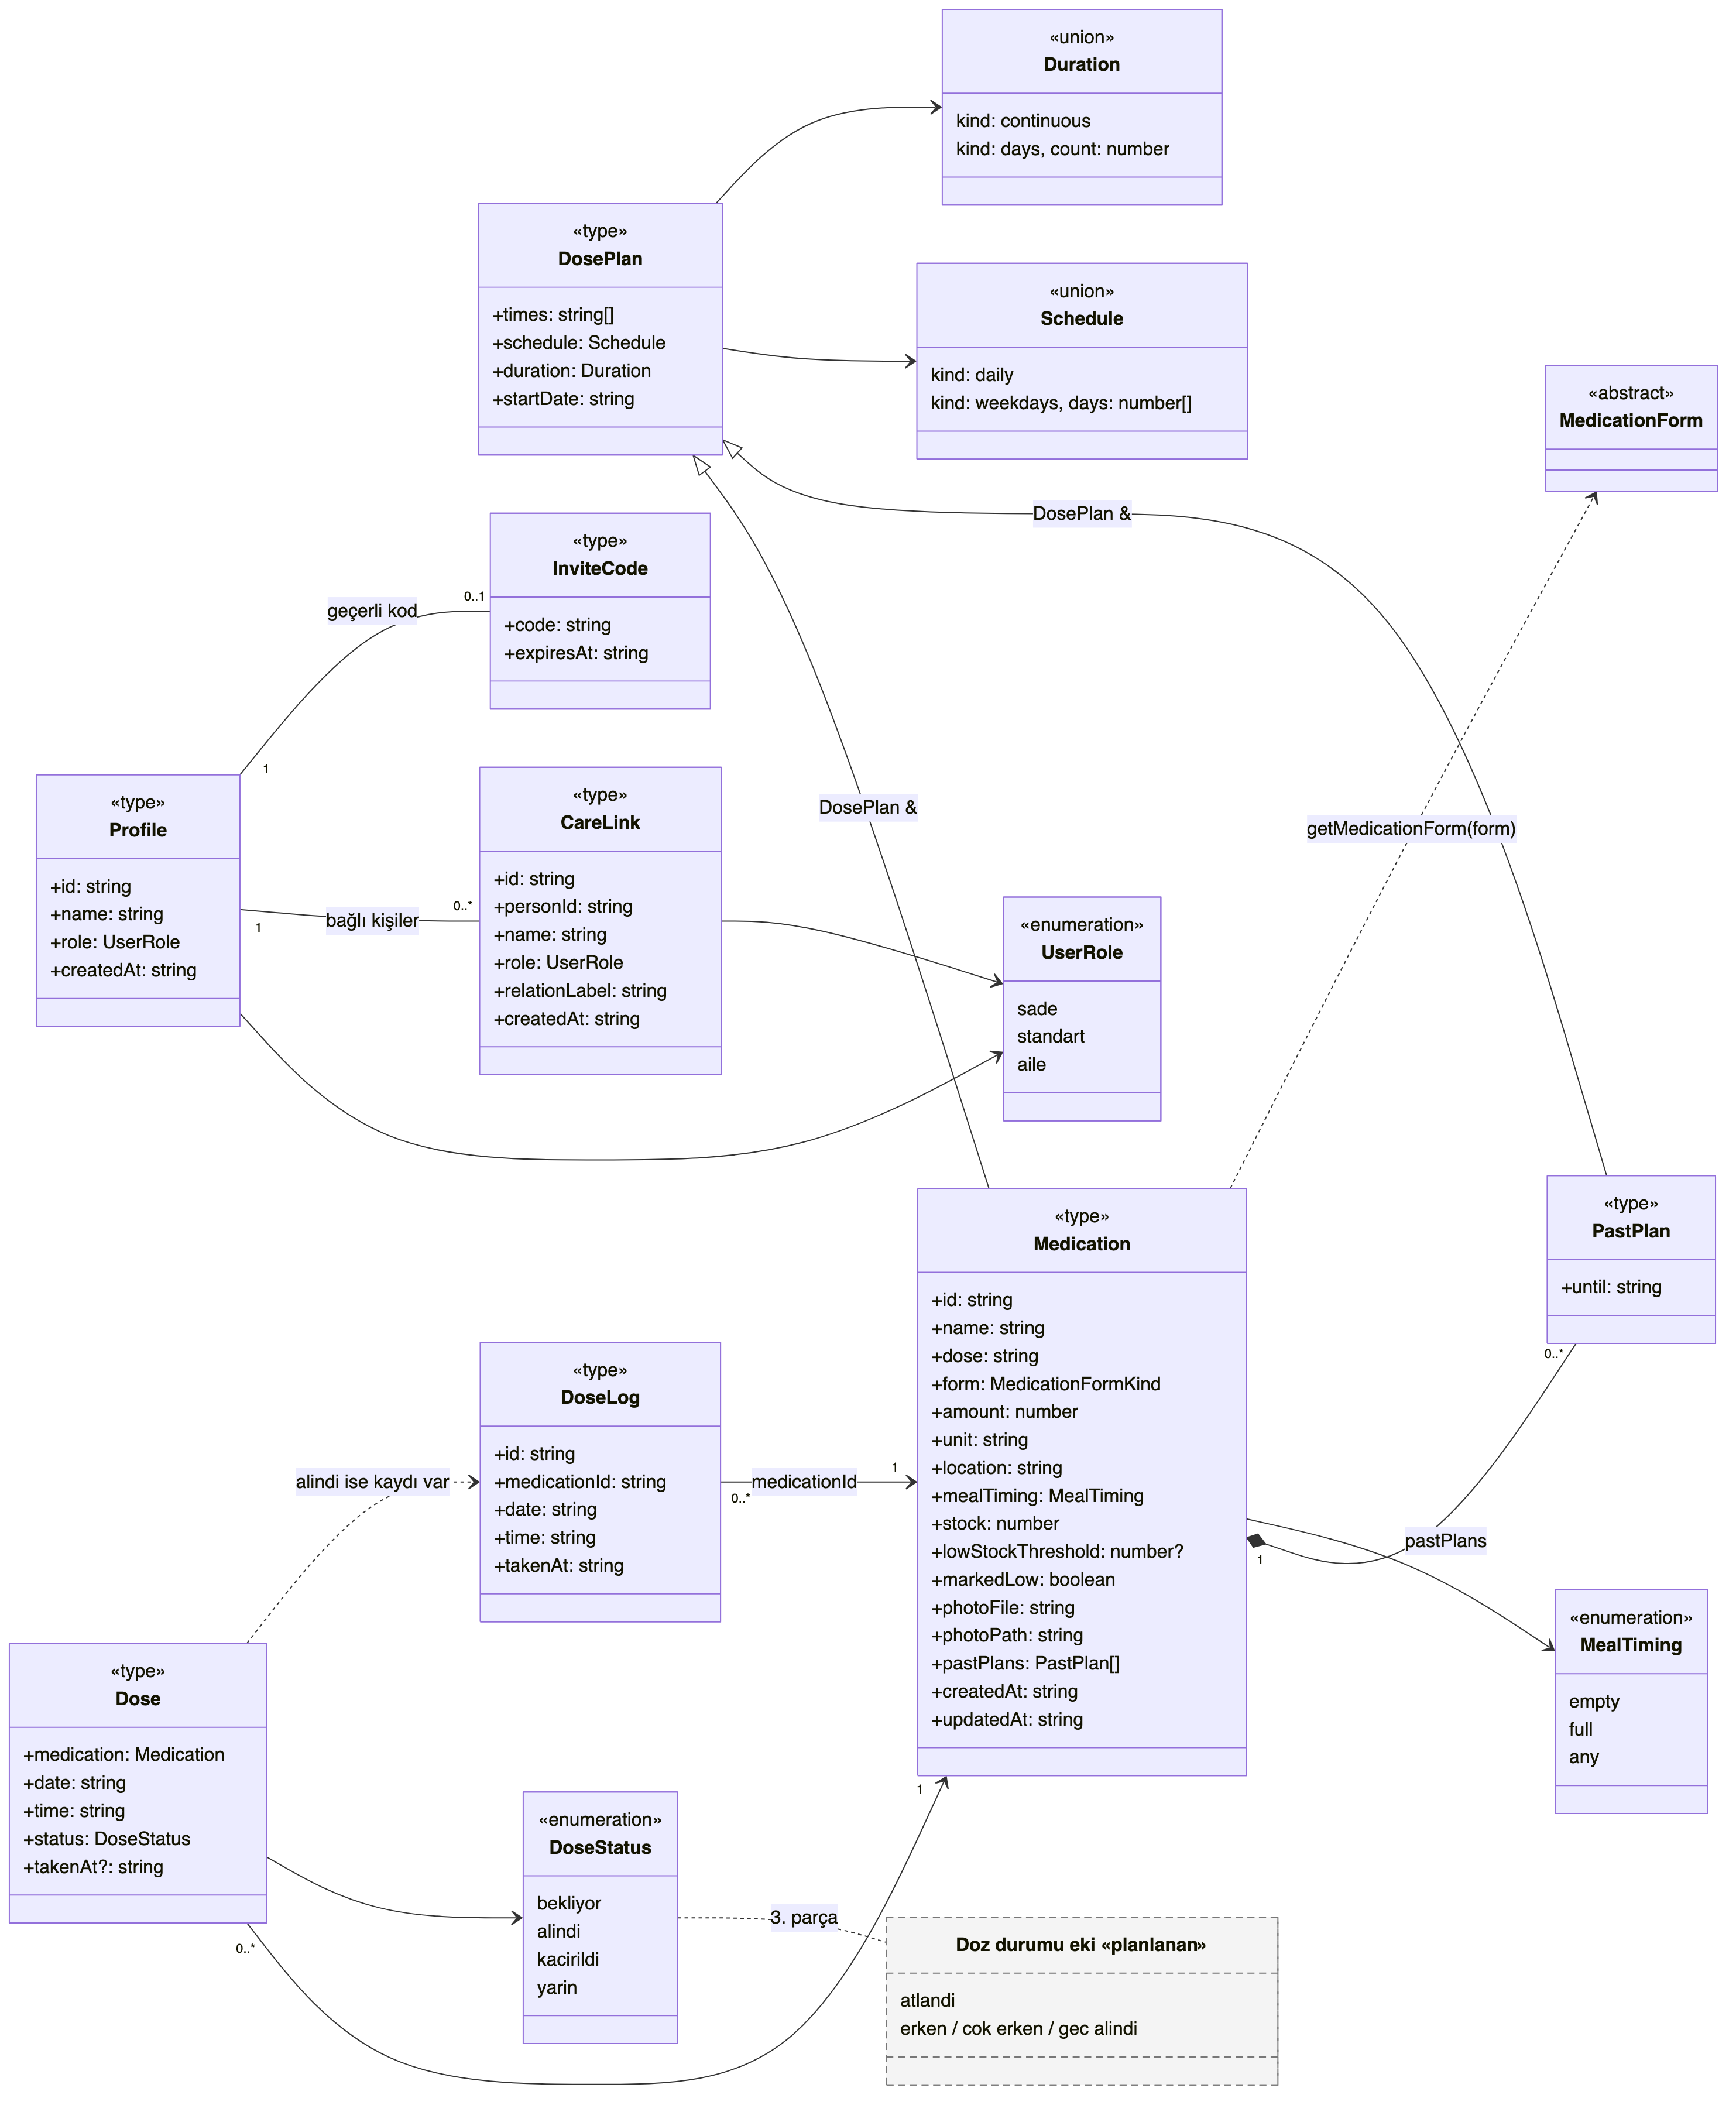 «union»
Duration
kind: continuous
kind: days, count: number
«type»
DosePlan
+times: string[]
+schedule: Schedule
+duration: Duration
+startDate: string
«union»
Schedule
kind: daily
kind: weekdays, days: number[]
«abstract»
MedicationForm
DosePlan &
«type»
InviteCode
+code: string
+expiresAt: string
geçerli kod
0..1
1
«type»
Profile
+id: string
+name: string
+role: UserRole
+createdAt: string
«type»
CareLink
+id: string
+personId: string
+name: string
+role: UserRole
+relationLabel: string
+createdAt: string
bağlı kişiler
0..*
1
DosePlan &
getMedicationForm(form)
«enumeration»
UserRole
sade
standart
aile
«type»
Medication
+id: string
+name: string
+dose: string
+form: MedicationFormKind
+amount: number
+unit: string
+location: string
+mealTiming: MealTiming
+stock: number
+lowStockThreshold: number?
+markedLow: boolean
+photoFile: string
+photoPath: string
+pastPlans: PastPlan[]
+createdAt: string
+updatedAt: string
«type»
PastPlan
+until: string
0..*
pastPlans
1
«type»
DoseLog
+id: string
+medicationId: string
+date: string
+time: string
+takenAt: string
alindi ise kaydı var
0..*
medicationId
1
«enumeration»
MealTiming
empty
full
any
«type»
Dose
+medication: Medication
+date: string
+time: string
+status: DoseStatus
+takenAt?: string
0..*
1
«enumeration»
DoseStatus
bekliyor
alindi
kacirildi
yarin
3. parça
Doz durumu eki «planlanan»
atlandi
erken / cok erken / gec alindi